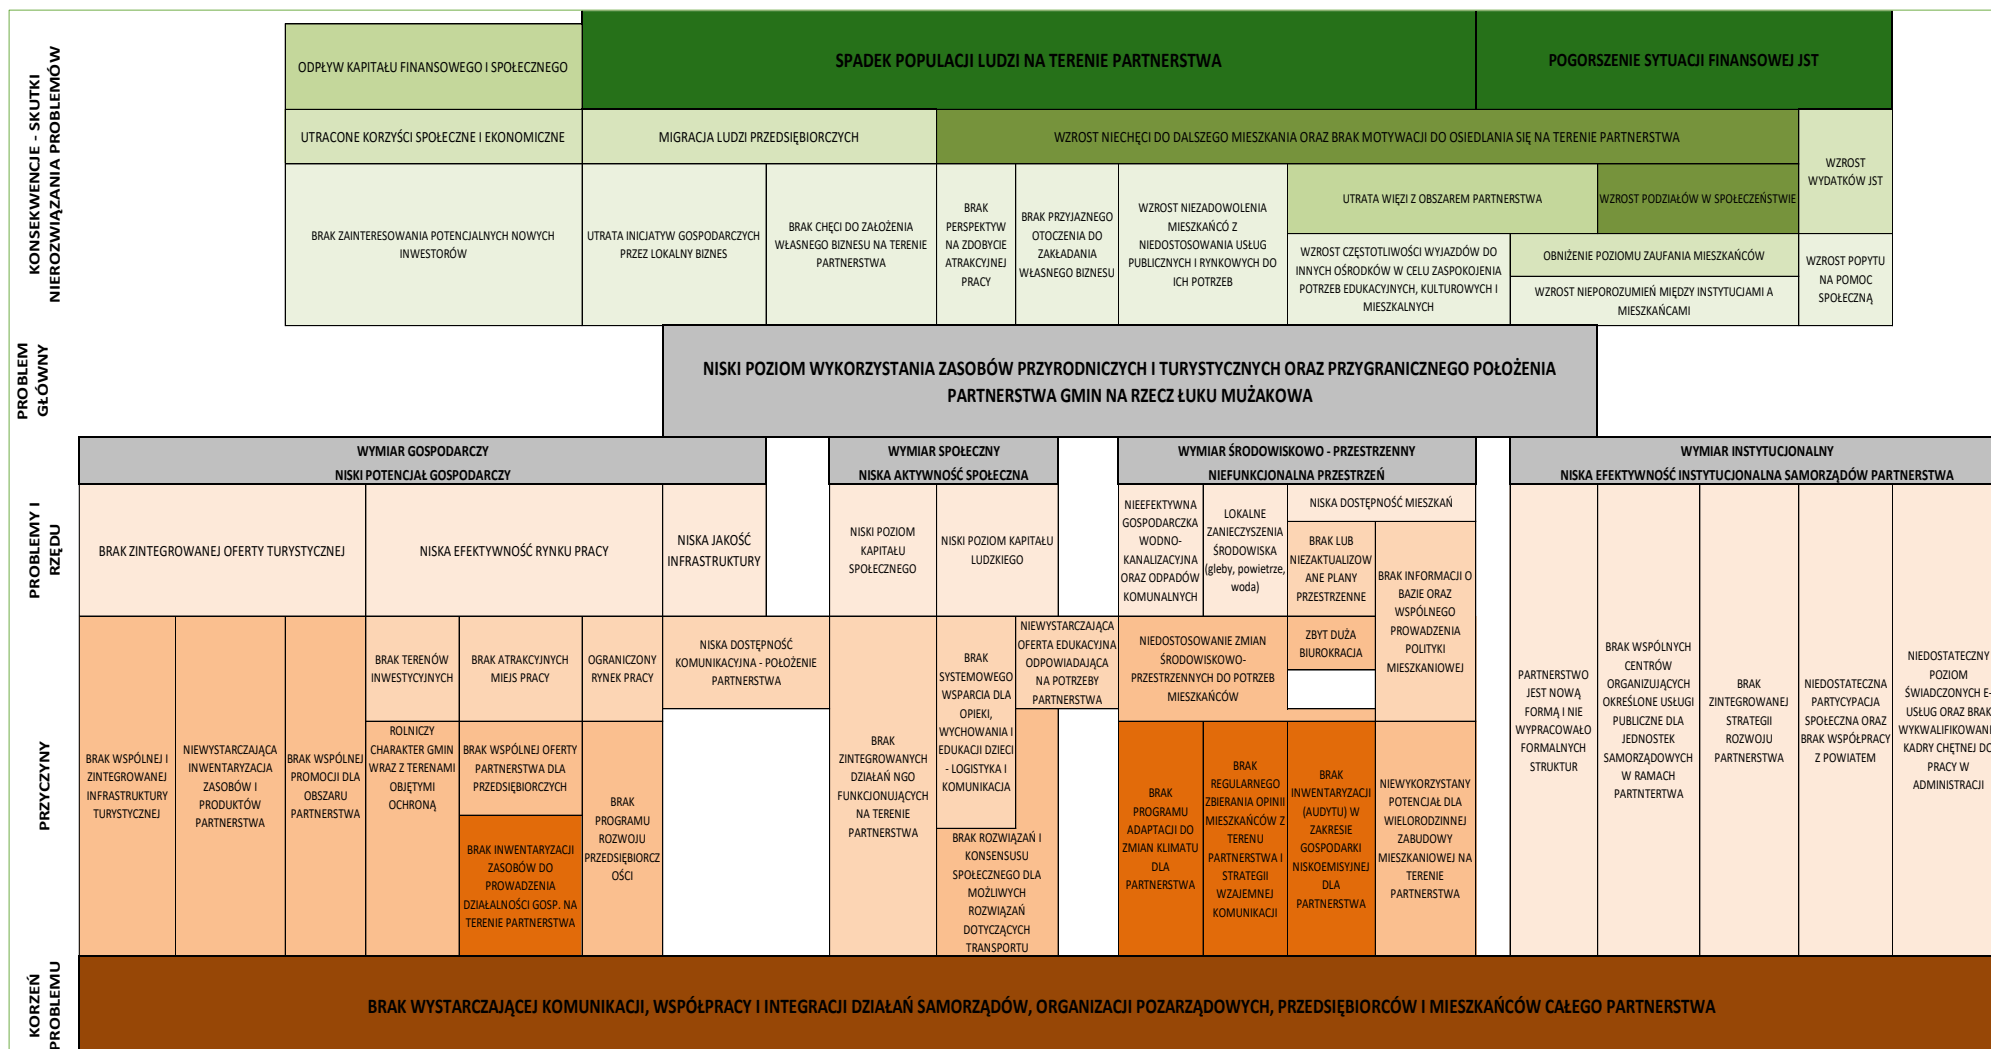 KONSEKWENCJE - SKUTKI
NIEROZWIĄZANIA PROBLEMÓW
ODPŁYW KAPITAŁU FINANSOWEGO I SPOŁECZNEGO
SPADEK POPULACJI LUDZI NA TERENIE PARTNERSTWA
POGORSZENIE SYTUACJI FINANSOWEJ JST
UTRACONE KORZYŚCI SPOŁECZNE I EKONOMICZNE
MIGRACJA LUDZI PRZEDSIĘBIORCZYCH
WZROST NIECHĘCI DO DALSZEGO MIESZKANIA ORAZ BRAK MOTYWACJI DO OSIEDLANIA SIĘ NA TERENIE PARTNERSTWA
WZROST
WYDATKÓW JST
BRAK ZAINTERESOWANIA POTENCJALNYCH NOWYCH
INWESTORÓW
UTRATA INICJATYW GOSPODARCZYCH
PRZEZ LOKALNY BIZNES
BRAK CHĘCI DO ZAŁOŻENIA
WŁASNEGO BIZNESU NA TERENIE
PARTNERSTWA
BRAK
PERSPEKTYW
NA ZDOBYCIE
ATRAKCYJNEJ
PRACY
BRAK PRZYJAZNEGO
OTOCZENIA DO
ZAKŁADANIA
WŁASNEGO BIZNESU
WZROST NIEZADOWOLENIA
MIESZKAŃCÓ Z
NIEDOSTOSOWANIA USŁUG
PUBLICZNYCH I RYNKOWYCH DO
ICH POTRZEB
UTRATA WIĘZI Z OBSZAREM PARTNERSTWA
WZROST PODZIAŁÓW W SPOŁECZEŃSTWIE
WZROST CZĘSTOTLIWOŚCI WYJAZDÓW DO
INNYCH OŚRODKÓW W CELU ZASPOKOJENIA
POTRZEB EDUKACYJNYCH, KULTUROWYCH I
MIESZKALNYCH
OBNIŻENIE POZIOMU ZAUFANIA MIESZKAŃCÓW
WZROST NIEPOROZUMIEŃ MIĘDZY INSTYTUCJAMI A
MIESZKAŃCAMI
WZROST POPYTU
NA POMOC
SPOŁECZNĄ
PROBLEM
GŁÓWNY
NISKI POZIOM WYKORZYSTANIA ZASOBÓW PRZYRODNICZYCH I TURYSTYCZNYCH ORAZ PRZYGRANICZNEGO POŁOŻENIA
PARTNERSTWA GMIN NA RZECZ ŁUKU MUŻAKOWA
WYMIAR GOSPODARCZY
NISKI POTENCJAŁ GOSPODARCZY
WYMIAR SPOŁECZNY
NISKA AKTYWNOŚĆ SPOŁECZNA
WYMIAR ŚRODOWISKOWO - PRZESTRZENNY
NIEFUNKCJONALNA PRZESTRZEŃ
WYMIAR INSTYTUCJONALNY
NISKA EFEKTYWNOŚĆ INSTYTUCJONALNA SAMORZĄDÓW PARTNERSTWA
PROBLEMY I
RZĘDU
BRAK ZINTEGROWANEJ OFERTY TURYSTYCZNEJ
NISKA EFEKTYWNOŚĆ RYNKU PRACY
NISKA JAKOŚĆ
INFRASTRUKTURY
NISKI POZIOM
KAPITAŁU
SPOŁECZNEGO
NISKI POZIOM KAPITAŁU
LUDZKIEGO
NIEEFEKTYWNA
GOSPODARCZKA
WODNO-
KANALIZACYJNA
ORAZ ODPADÓW
KOMUNALNYCH
LOKALNE
ZANIECZYSZENIA
ŚRODOWISKA
(gleby, powietrze,
woda)
NISKA DOSTĘPNOŚĆ MIESZKAŃ
BRAK LUB
NIEZAKTUALIZOW
ANE PLANY
PRZESTRZENNE
BRAK INFORMACJI O
BAZIE ORAZ
WSPÓLNEGO
PROWADZENIA
POLITYKI
MIESZKANIOWEJ
PRZYCZYNY
BRAK WSPÓLNEJ I
ZINTEGROWANEJ
INFRASTRUKTURY
TURYSTYCZNEJ
NIEWYSTARCZAJĄCA
INWENTARYZACJA
ZASOBÓW I
PRODUKTÓW
PARTNERSTWA
BRAK WSPÓLNEJ
PROMOCJI DLA
OBSZARU
PARTNERSTWA
BRAK TERENÓW
INWESTYCYJNYCH
ROLNICZY
CHARAKTER GMIN
WRAZ Z TERENAMI
OBJĘTYMI
OCHRONĄ
BRAK ATRAKCYJNYCH
MIEJS PRACY
BRAK WSPÓLNEJ OFERTY
PARTNERSTWA DLA
PRZEDSIĘBIORCZYCH
BRAK INWENTARYZACJI
ZASOBÓW DO
PROWADZENIA
DZIAŁALNOŚCI GOSP. NA
TERENIE PARTNERSTWA
OGRANICZONY
RYNEK PRACY
BRAK
PROGRAMU
ROZWOJU
PRZEDSIĘBIORCZ
OŚCI
NISKA DOSTĘPNOŚĆ
KOMUNIKACYJNA - POŁOŻENIE
PARTNERSTWA
BRAK
ZINTEGROWANYCH
DZIAŁAŃ NGO
FUNKCJONUJĄCYCH
NA TERENIE
PARTNERSTWA
BRAK
SYSTEMOWEGO
WSPARCIA DLA
OPIEKI,
WYCHOWANIA I
EDUKACJI DZIECI
- LOGISTYKA I
KOMUNIKACJA
NIEWYSTARCZAJĄCA
OFERTA EDUKACYJNA
ODPOWIADAJĄCA
NA POTRZEBY
PARTNERSTWA
BRAK ROZWIĄZAŃ I
KONSENSUSU
SPOŁECZNEGO DLA
MOŻLIWYCH
ROZWIĄZAŃ
DOTYCZĄCYCH
TRANSPORTU
NIEDOSTOSOWANIE ZMIAN
ŚRODOWISKOWO-
PRZESTRZENNYCH DO POTRZEB
MIESZKAŃCÓW
ZBYT DUŻA
BIUROKRACJA
BRAK
PROGRAMU
ADAPTACJI DO
ZMIAN KLIMATU
DLA
PARTNERSTWA
BRAK
REGULARNEGO
ZBIERANIA OPINII
MIESZKAŃCÓW Z
TERENU
PARTNERSTWA I
STRATEGII
WZAJEMNEJ
KOMUNIKACJI
BRAK
INWENTARYZACJI
(AUDYTU) W
ZAKRESIE
GOSPODARKI
NISKOEMISYJNEJ
DLA
PARTNERSTWA
NIEWYKORZYSTANY
POTENCJAŁ DLA
WIELORODZINNEJ
ZABUDOWY
MIESZKANIOWEJ NA
TERENIE
PARTNERSTWA
PARTNERSTWO
JEST NOWĄ
FORMĄ I NIE
WYPRACOWAŁO
FORMALNYCH
STRUKTUR
BRAK WSPÓLNYCH
CENTRÓW
ORGANIZUJĄCYCH
OKREŚLONE USŁUGI
PUBLICZNE DLA
JEDNOSTEK
SAMORZĄDOWYCH
W RAMACH
PARTNTERTWA
BRAK
ZINTEGROWANEJ
STRATEGII
ROZWOJU
PARTNERSTWA
NIEDOSTATECZNA
PARTYCYPACJA
SPOŁECZNA ORAZ
BRAK WSPÓŁPRACY
Z POWIATEM
NIEDOSTATECZNY
POZIOM
ŚWIADCZONYCH E-
USŁUG ORAZ BRAK
WYKWALIFIKOWANE
KADRY CHĘTNEJ DO
PRACY W
ADMINISTRACJI
KORZEŃ
PROBLEMU
BRAK WYSTARCZAJĄCEJ KOMUNIKACJI, WSPÓŁPRACY I INTEGRACJI DZIAŁAŃ SAMORZĄDÓW, ORGANIZACJI POZARZĄDOWYCH, PRZEDSIĘBIORCÓW I MIESZKAŃCÓW CAŁEGO PARTNERSTWA